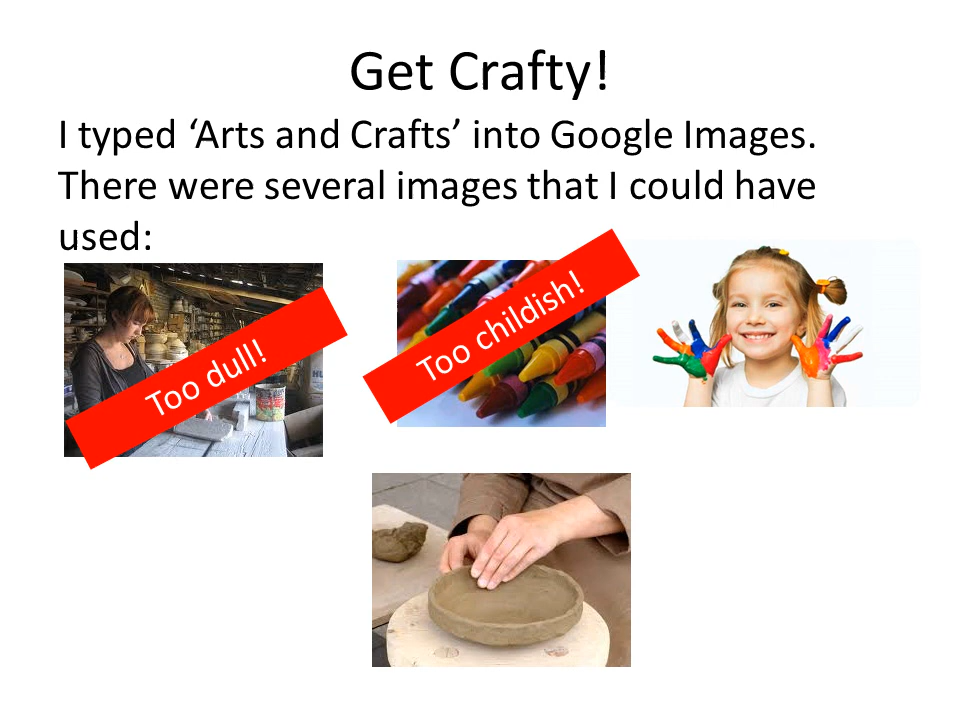 Get Crafty!
I typed ‘Arts and Crafts’ into Google Images.
There were several images that I could have
used:
Too dull!
Too childish!